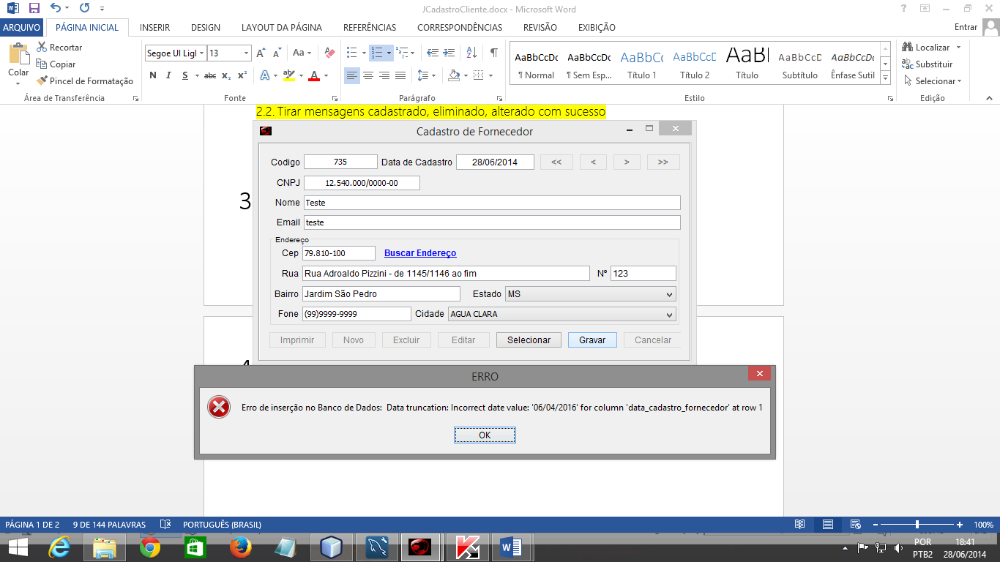 JCadastroCliente.docx - Microsoft Word
ARQUIVO PÁGINA INICIAL INSERIR DESIGN LAYOUT DA PÁGINA REFERÊNCIAS CORRESPONDÊNCIAS REVISÃO EXIBIÇÃO Entrar
Colar
Recortar
Copiar
Pincel de Formatação
Área de Transferência
Segoe UI Ligl 13
N I S abc x₂ x²
Fonte
Parágrafo
AaBbCcDc AaBbCcDc AaBbCc AaBbCcD AaBb AaBbCcD AaBbCcDc
¶ Normal ¶ Sem Esp... Título 1 Título 2 Título Subtítulo Ênfase Sutil
Estilo
Localizar
Substituir
Selecionar
Edição
2.2. Tirar mensagens cadastrado, eliminado, alterado com sucesso
3
Cadastro de Fornecedor
Codigo 735 Data de Cadastro 28/06/2014 << < > >>
CNPJ 12.540.000/0000-00
Nome Teste
Email teste
Endereço
Cep 79.810-100 Buscar Endereço
Rua Rua Adroaldo Pizzini - de 1145/1146 ao fim Nº 123
Bairro Jardim São Pedro Estado MS
Fone (99)9999-9999 Cidade AGUA CLARA
Imprimir Novo Excluir Editar Selecionar Gravar Cancelar
ERRO
Erro de inserção no Banco de Dados: Data truncation: Incorrect date value: '06/04/2016' for column 'data_cadastro_fornecedor' at row 1
OK
PÁGINA 1 DE 2 9 DE 144 PALAVRAS PORTUGUÊS (BRASIL) 100%
POR 18:41
PTB2 28/06/2014